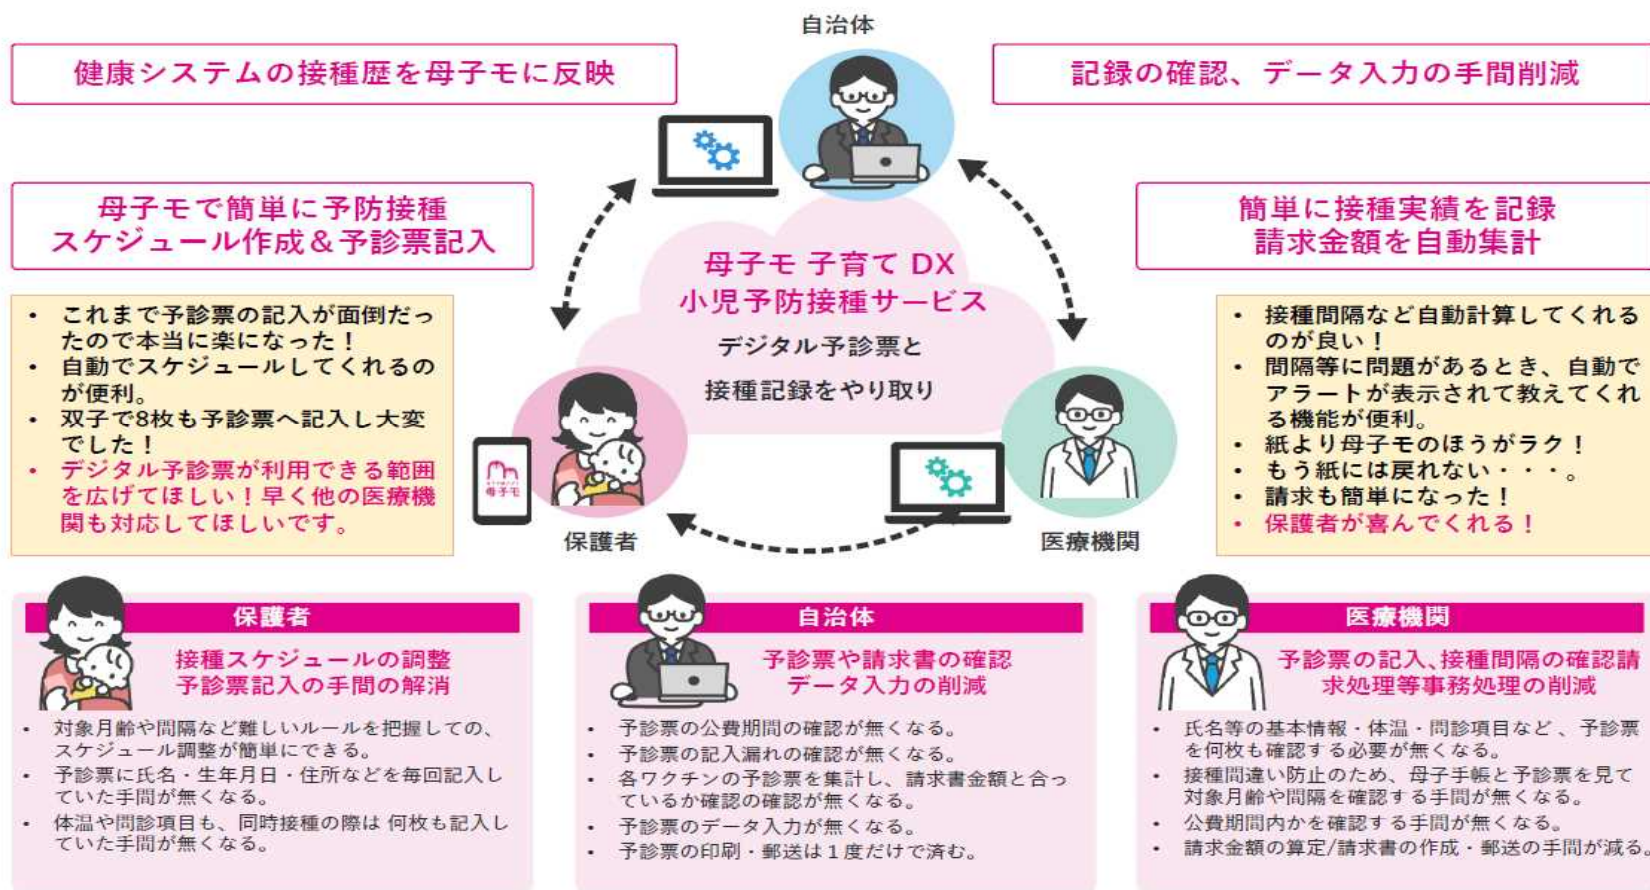 自治体
健康システムの接種歴を母子モに反映
記録の確認、データ入力の手間削減
母子モで簡単に予防接種
スケジュール作成＆予診票記入
簡単に接種実績を記録
請求金額を自動集計
母子モ 子育て DX
小児予防接種サービス
デジタル予診票と
接種記録をやり取り
• これまで予診票の記入が面倒だっ
たので本当に楽になった！
• 自動でスケジュールしてくれるの
が便利。
• 双子で8枚も予診票へ記入し大変
でした！
• デジタル予診票が利用できる範囲
を広げてほしい！早く他の医療機
関も対応してほしいです。
• 接種間隔など自動計算してくれる
のが良い！
• 間隔等に問題があるとき、自動で
アラートが表示されて教えてくれ
る機能が便利。
• 紙より母子モのほうがラク！
• もう紙には戻れない・・・。
• 請求も簡単になった！
• 保護者が喜んでくれる！
母子モ
保護者
医療機関
保護者
接種スケジュールの調整
予診票記入の手間の解消
• 対象月齢や間隔など難しいルールを把握しての、
スケジュール調整が簡単にできる。
• 予診票に氏名・生年月日・住所などを毎回記入し
ていた手間が無くなる。
• 体温や問診項目も、同時接種の際は 何枚も記入し
ていた手間が無くなる。
自治体
予診票や請求書の確認
データ入力の削減
• 予診票の公費期間の確認が無くなる。
• 予診票の記入漏れの確認が無くなる。
• 各ワクチンの予診票を集計し、請求書金額と合っ
ているか確認の確認が無くなる。
• 予診票のデータ入力が無くなる。
• 予診票の印刷・郵送は１度だけで済む。
医療機関
予診票の記入、接種間隔の確認請
求処理等事務処理の削減
• 氏名等の基本情報・体温・問診項目など 、予診票
を何枚も確認する必要が無くなる。
• 接種間違い防止のため、母子手帳と予診票を見て
対象月齢や間隔を確認する手間が無くなる。
• 公費期間内かを確認する手間が無くなる。
• 請求金額の算定/請求書の作成・郵送の手間が減る。